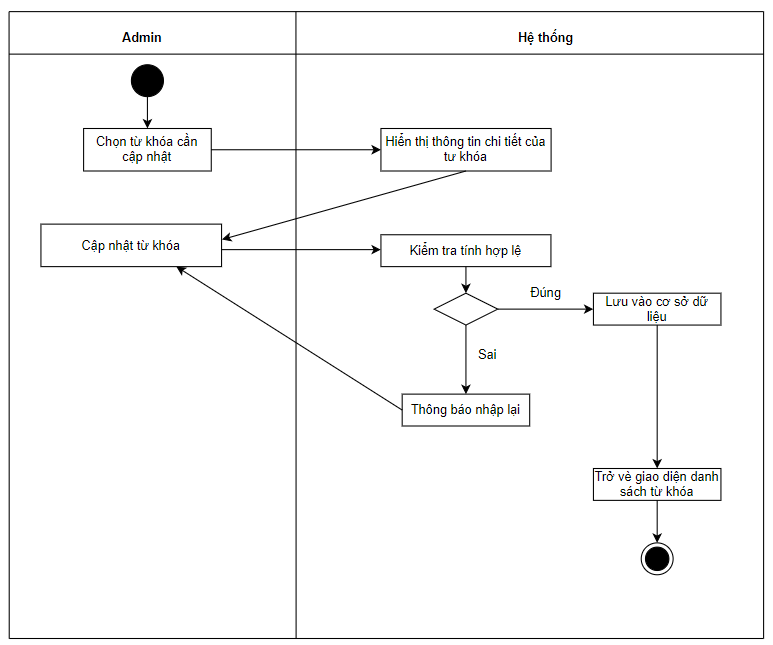 Admin
Hệ thống
Chọn từ khóa cần
cập nhật
Hiển thị thông tin chi tiết của
tư khóa
Cập nhật từ khóa
Kiểm tra tính hợp lệ
Đúng
Lưu vào cơ sở dữ
liệu
Sai
Thông báo nhập lại
Trở vè giao diện danh
sách từ khóa